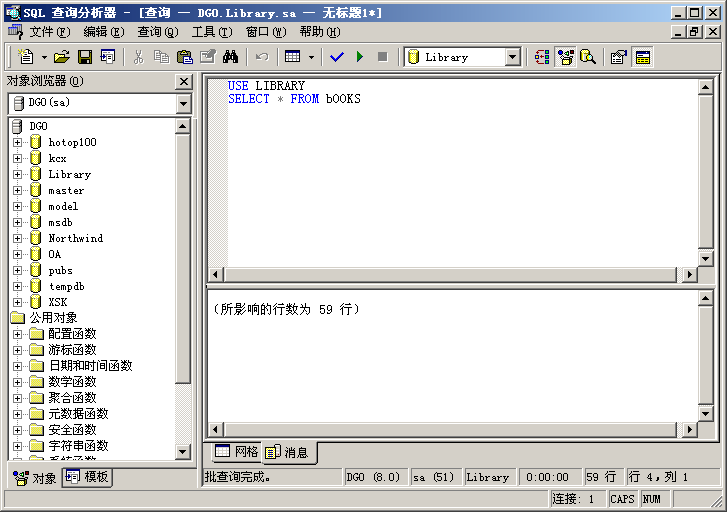 SQL 查询分析器 - [查询 — DGO.Library.sa — 无标题1*]
文件(F) 编辑(E) 查询(Q) 工具(T) 窗口(W) 帮助(H)
Library
对象浏览器(O)
DGO(sa)
DGO
hotop100
kcx
Library
master
model
msdb
Northwind
OA
pubs
tempdb
XSK
公用对象
配置函数
游标函数
日期和时间函数
数学函数
聚合函数
元数据函数
安全函数
字符串函数
对象 模板
USE LIBRARY
SELECT * FROM bOOKS
(所影响的行数为 59 行)
网格 消息
批查询完成。 DGO (8.0) sa (51) Library 0:00:00 59 行 行 4，列 1
连接: 1 CAPS NUM